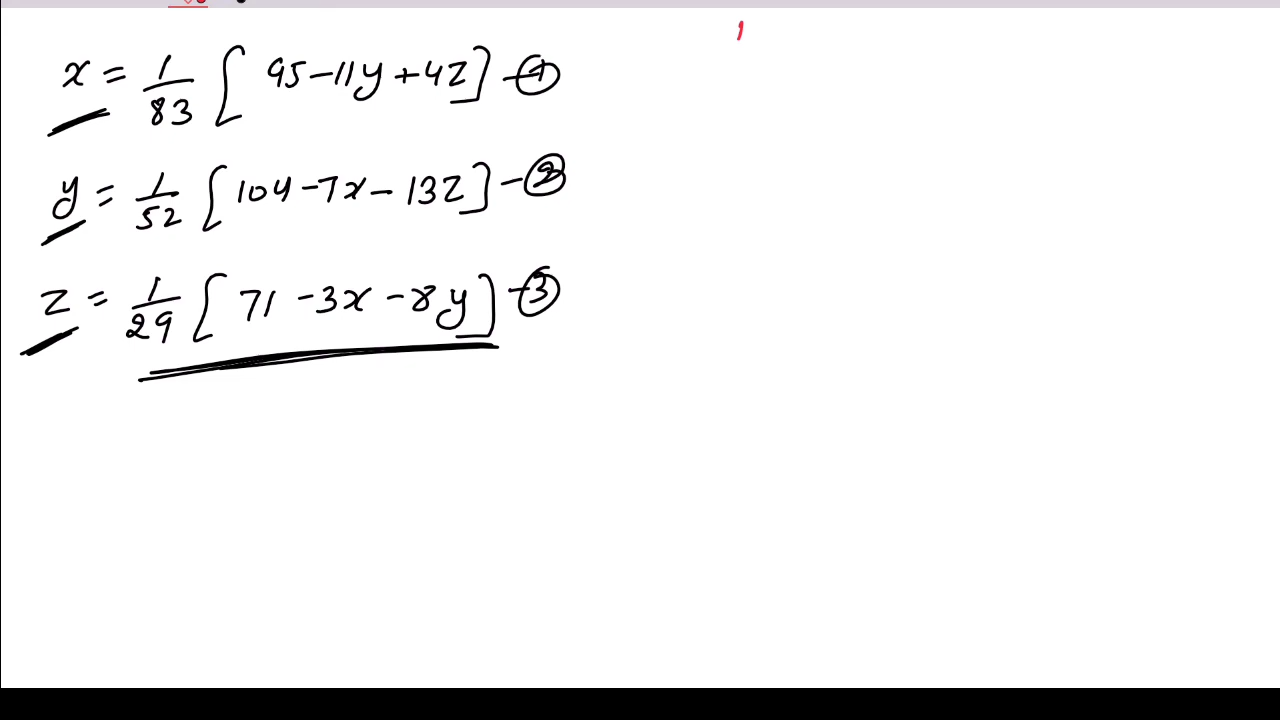 x = 1/83 [95 - 11y + 4z] - ①
y = 1/52 [104 - 7x - 13z] - ②
z = 1/29 [71 - 3x - 8y] - ③